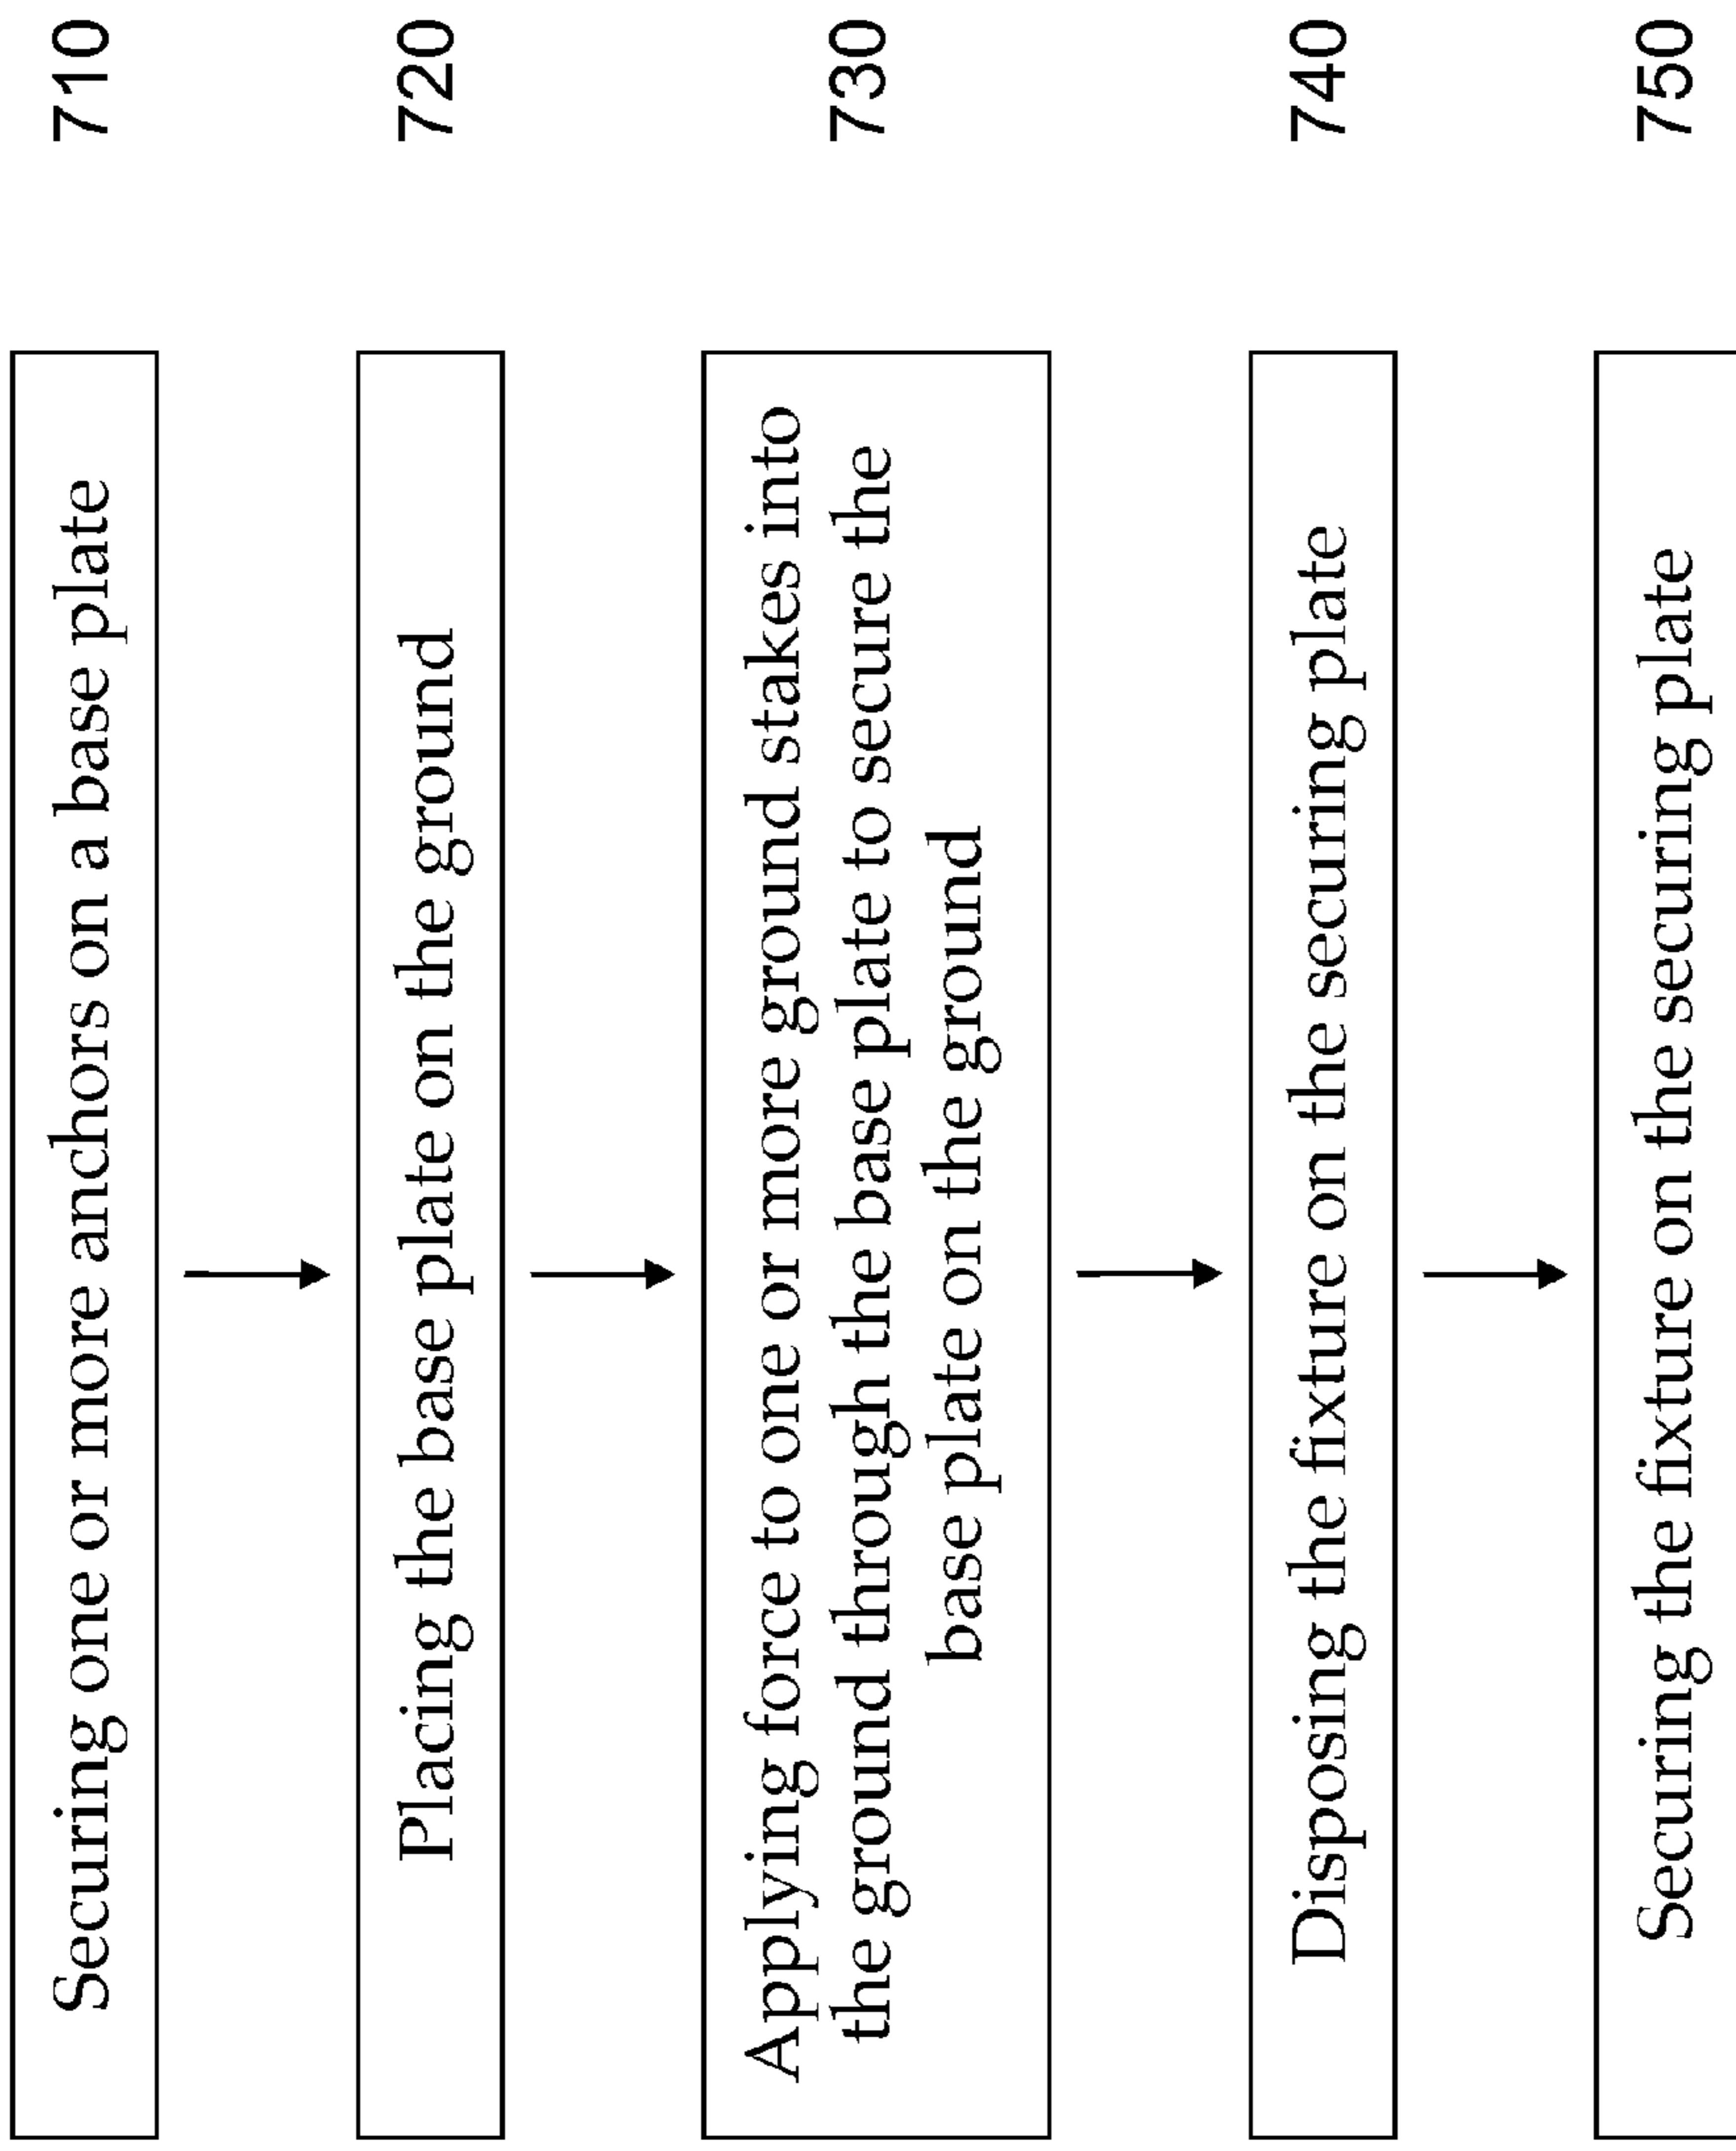 Securing one or more anchors on a base plate
710
Placing the base plate on the ground
720
Applying force to one or more ground stakes into
the ground through the base plate to secure the
base plate on the ground
730
Disposing the fixture on the securing plate
740
Securing the fixture on the securing plate
750